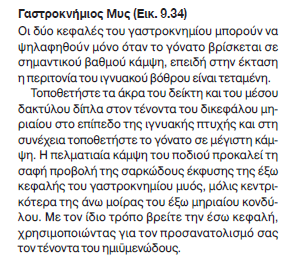 Γαστροκνήμιος Μυς (Εικ. 9.34)
Οι δύο κεφαλές του γαστροκνημίου μπορούν να
ψηλαφηθούν μόνο όταν το γόνατο βρίσκεται σε
σημαντικού βαθμού κάμψη, επειδή στην έκταση
η περιτονία του ιγνυακού βόθρου είναι τεταμένη.
Τοποθετήστε τα άκρα του δείκτη και του μέσου
δακτύλου δίπλα στον τένοντα του δικεφάλου μη-
ριαίου στο επίπεδο της ιγνυακής πτυχής και στη
συνέχεια τοποθετήστε το γόνατο σε μέγιστη κάμ-
ψη. Η πελματιαία κάμψη του ποδιού προκαλεί τη
σαφή προβολή της σαρκώδους έκφυσης της έξω
κεφαλής του γαστροκνημίου μυός, μόλις κεντρι-
κότερα της άνω μοίρας του έξω μηριαίου κονδύ-
λου. Με τον ίδιο τρόπο βρείτε την έσω κεφαλή,
χρησιμοποιώντας για τον προσανατολισμό σας
τον τένοντα του ημιϋμενώδους.